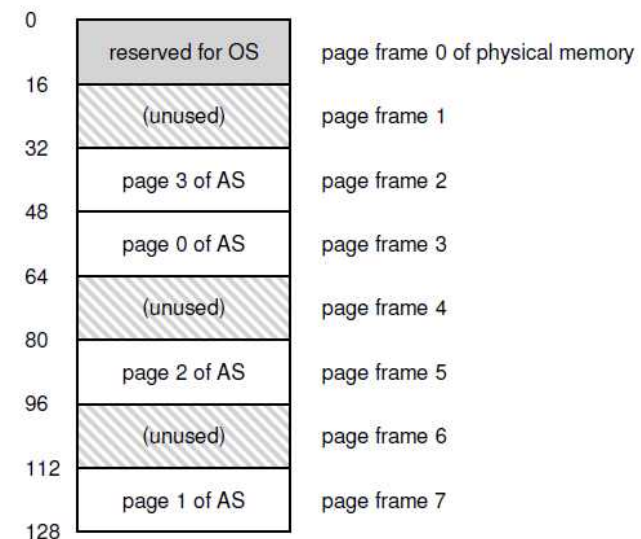 0
reserved for OS page frame 0 of physical memory
16
(unused) page frame 1
32
page 3 of AS page frame 2
48
page 0 of AS page frame 3
64
(unused) page frame 4
80
page 2 of AS page frame 5
96
(unused) page frame 6
112
page 1 of AS page frame 7
128